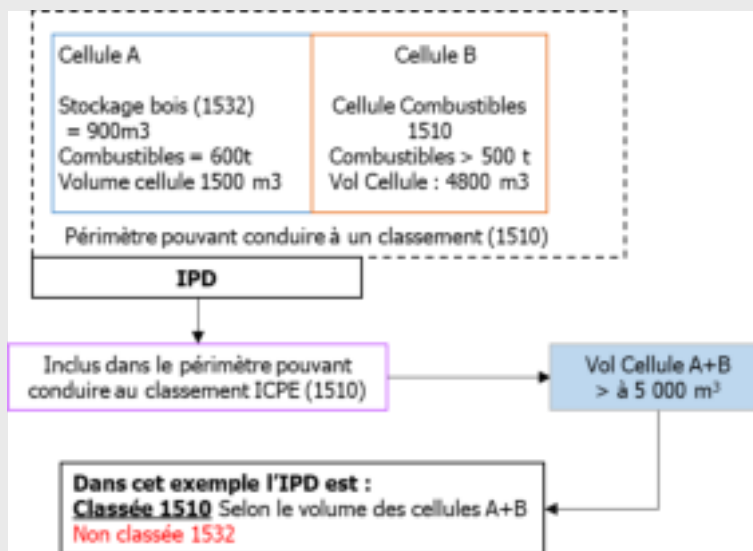 Cellule A
Stockage bois (1532)
= 900m3
Combustibles = 600t
Volume cellule 1500 m3
Cellule B
Cellule Combustibles
1510
Combustibles > 500 t
Vol Cellule : 4800 m3
Périmètre pouvant conduire à un classement (1510)
IPD
Inclus dans le périmètre pouvant
conduire au classement ICPE (1510)
Vol Cellule A+B
> à 5 000 m³
Dans cet exemple l'IPD est :
Classée 1510 Selon le volume des cellules A+B
Non classée 1532